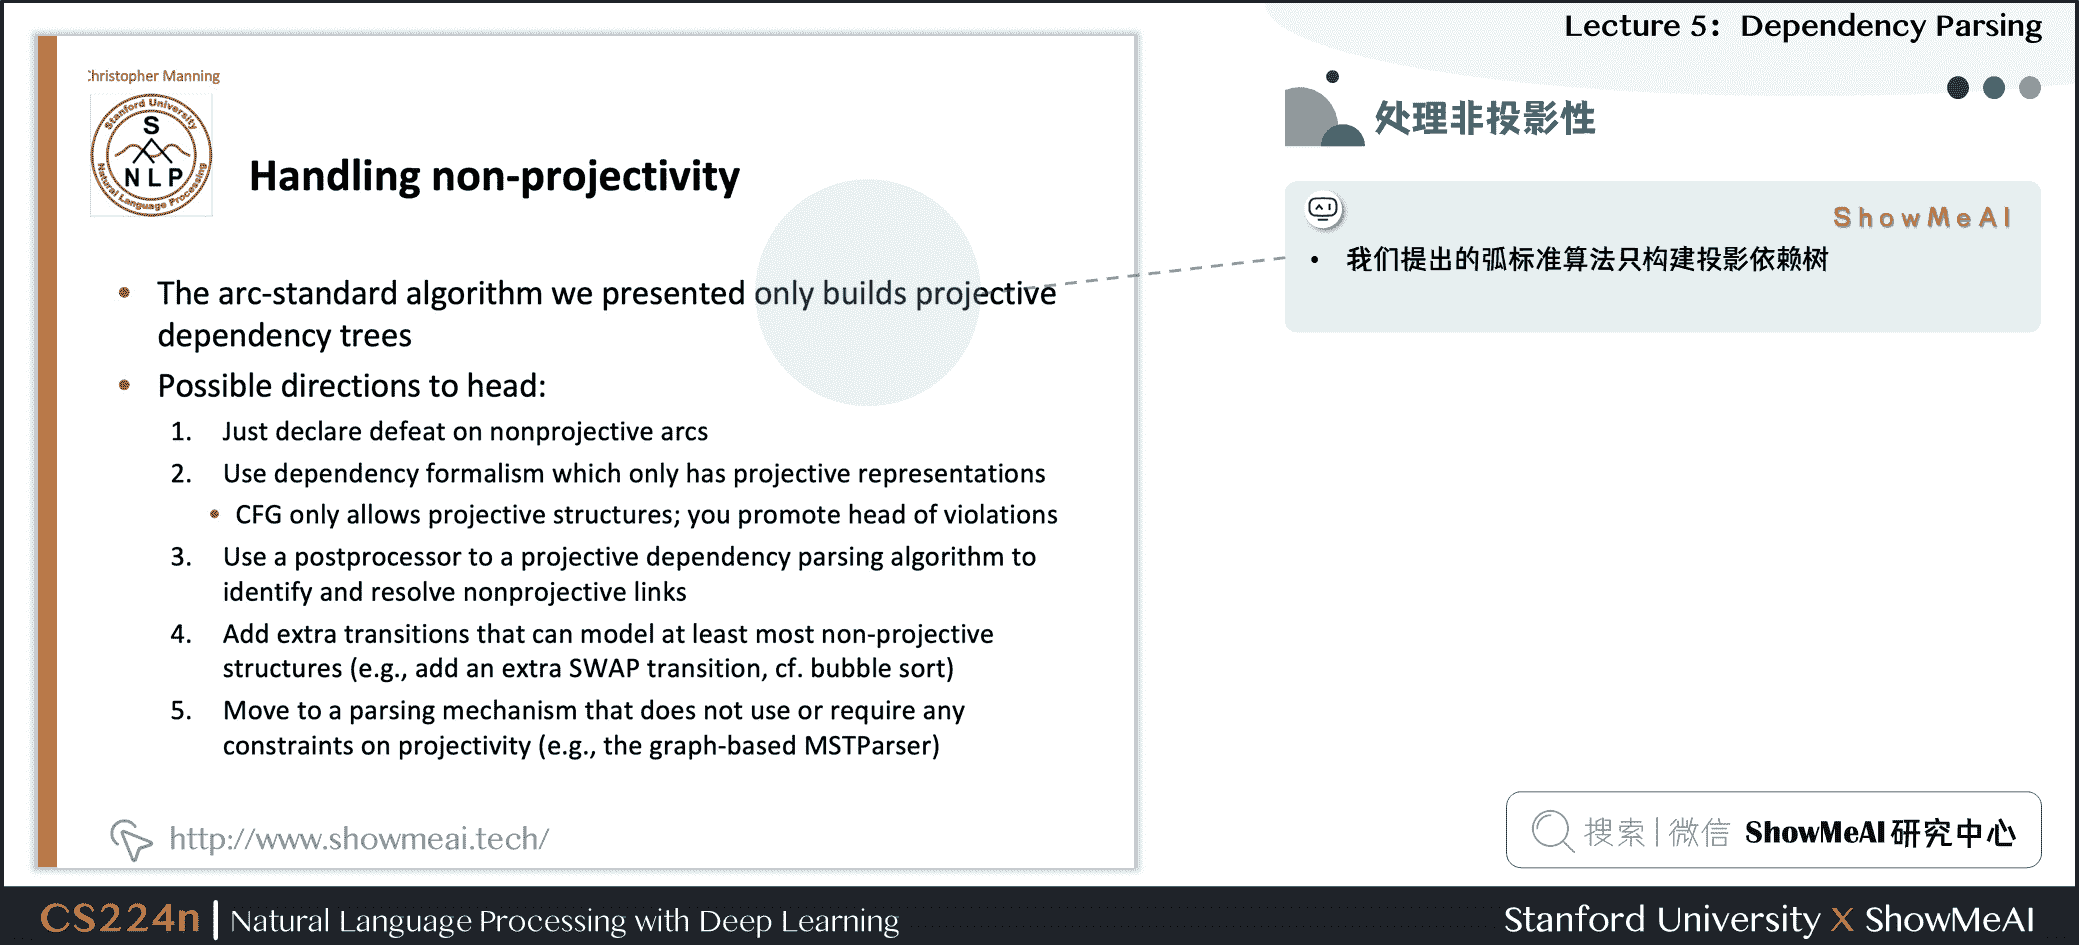 Lecture 5: Dependency Parsing
Christopher Manning
Stanford University
S
NLP
Natural Language Processing
Handling non-projectivity
• The arc-standard algorithm we presented only builds projective
dependency trees
• Possible directions to head:
1. Just declare defeat on nonprojective arcs
2. Use dependency formalism which only has projective representations
• CFG only allows projective structures; you promote head of violations
3. Use a postprocessor to a projective dependency parsing algorithm to
identify and resolve nonprojective links
4. Add extra transitions that can model at least most non-projective
structures (e.g., add an extra SWAP transition, cf. bubble sort)
5. Move to a parsing mechanism that does not use or require any
constraints on projectivity (e.g., the graph-based MSTParser)
http://www.showmeai.tech/
处理非投影性
ShowMeAI
• 我们提出的弧标准算法只构建投影依赖树
搜索|微信 ShowMeAI研究中心
CS224n | Natural Language Processing with Deep Learning
Stanford University X ShowMeAI